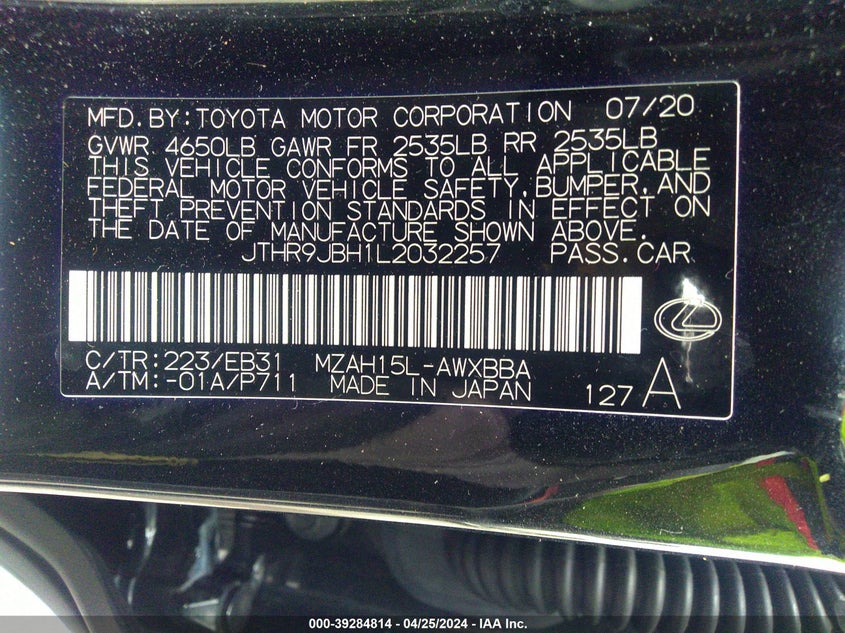 MFD. BY: TOYOTA MOTOR CORPORATION 07/20
GVWR 4650LB GAWR FR 2535LB RR 2535LB
THIS VEHICLE CONFORMS TO ALL APPLICABLE
FEDERAL MOTOR VEHICLE SAFETY, BUMPER, AND
THEFT PREVENTION STANDARDS IN EFFECT ON
THE DATE OF MANUFACTURE SHOWN ABOVE.
JTHR9JBH1L2032257 PASS. CAR
C/TR: 223/EB31 MZAH15L-AWXBBA
A/TM: -01A/P711 MADE IN JAPAN 127 A
000-39284814 - 04/25/2024 - IAA Inc.